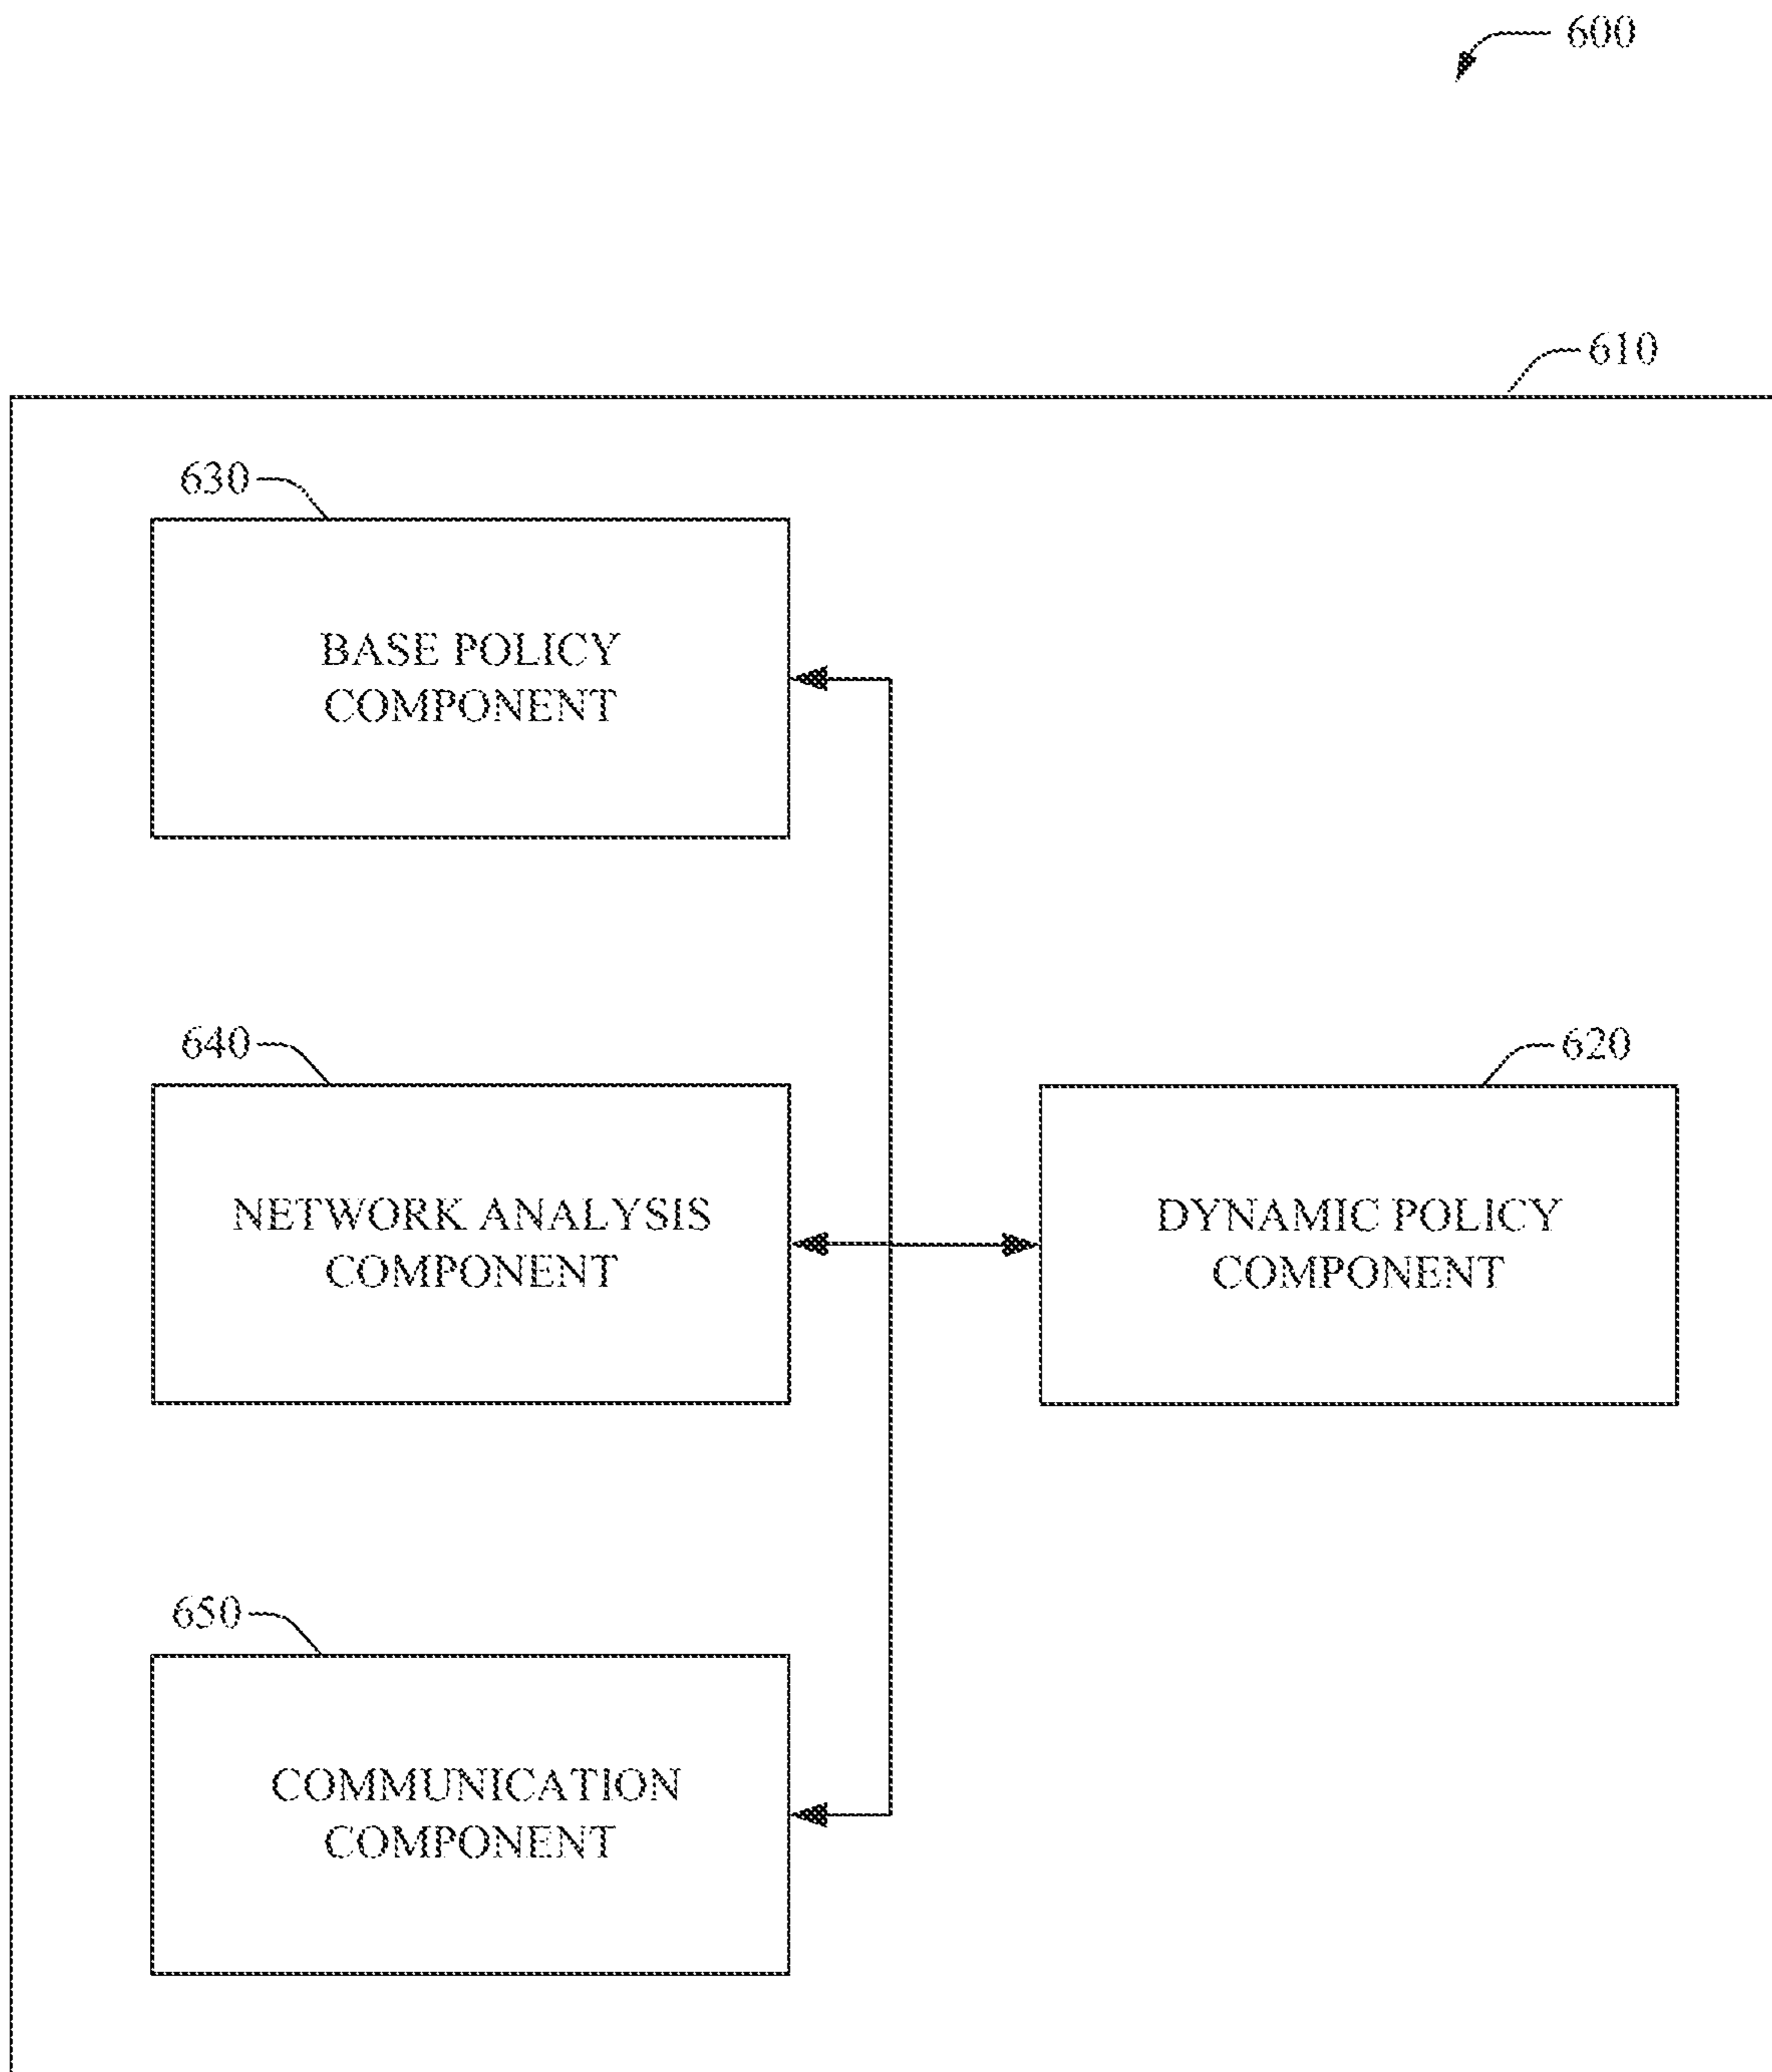 600
610
630
BASE POLICY
COMPONENT
640
NETWORK ANALYSIS
COMPONENT
620
DYNAMIC POLICY
COMPONENT
650
COMMUNICATION
COMPONENT